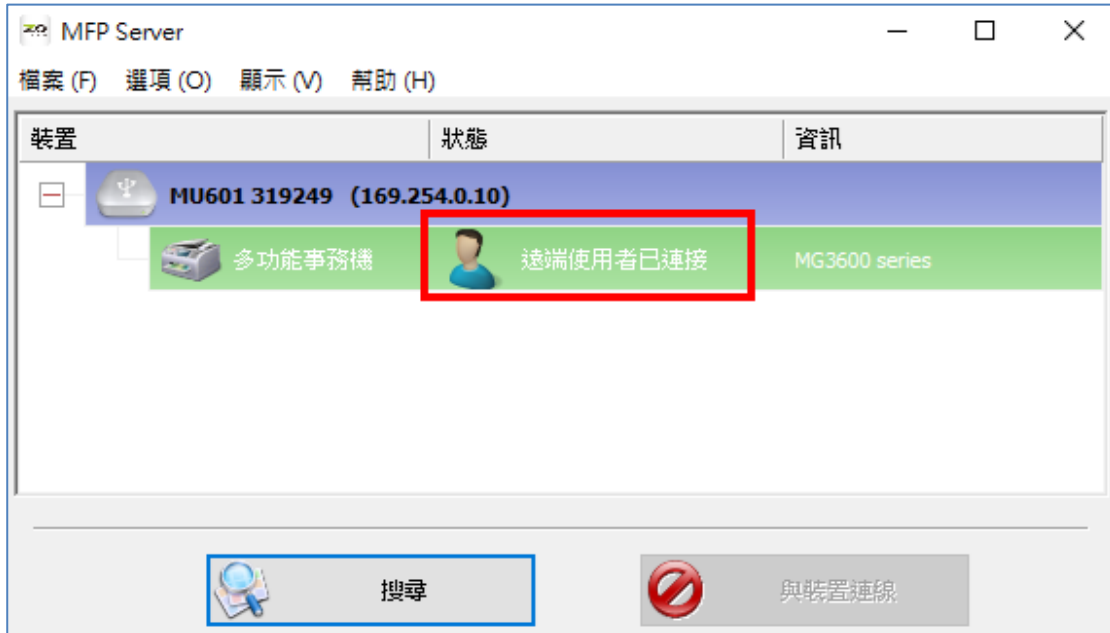 MFP Server
檔案 (F) 選項 (O) 顯示 (V) 幫助 (H)
裝置 狀態 資訊
MU601 319249 (169.254.0.10)
多功能事務機 遠端使用者已連接 MG3600 series
搜尋 與裝置連線